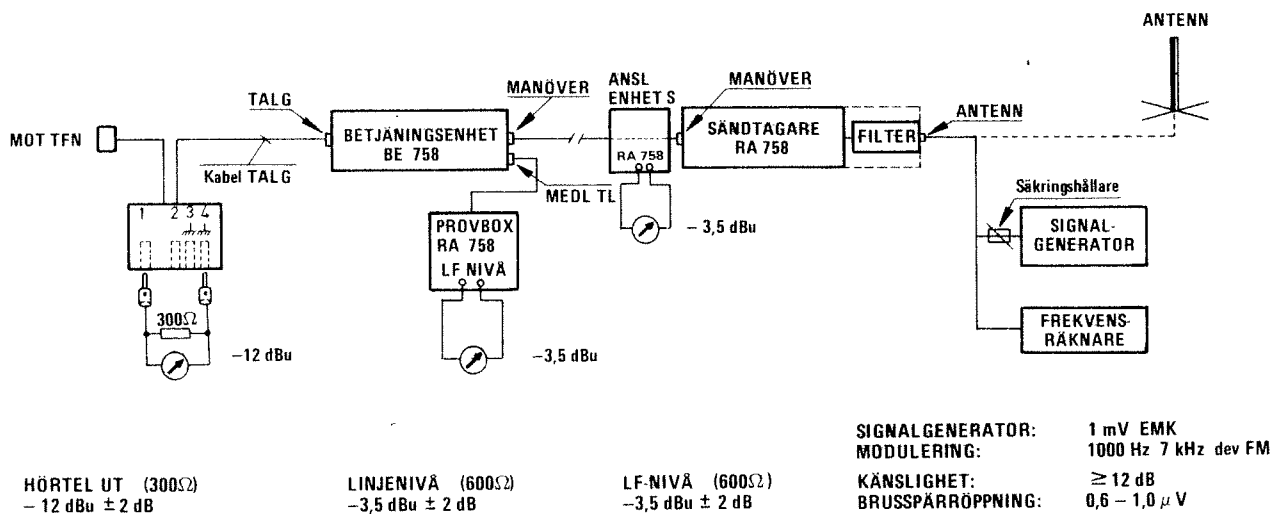 ANTENN
ANSL
ENHET S
MANÖVER
MANÖVER
TALG
ANTENN
MOT TFN
BETJÄNINGSENHET
BE 758
SÄNDTAGARE
RA 758
FILTER
RA 758
Kabel TALG
MEDL TL
Säkringshållare
1 2 3 4
PROVBOX
RA 758
LF NIVÅ
– 3,5 dBu
SIGNAL-
GENERATOR
300Ω
–12 dBu
–3,5 dBu
FREKVENS-
RÄKNARE
SIGNALGENERATOR: 1 mV EMK
MODULERING: 1000 Hz 7 kHz dev FM
HÖRTEL UT (300Ω)
– 12 dBu ± 2 dB
LINJENIVÅ (600Ω)
–3,5 dBu ± 2 dB
LF-NIVÅ (600Ω)
–3,5 dBu ± 2 dB
KÄNSLIGHET: ≥ 12 dB
BRUSSPÄRRÖPPNING: 0,6 – 1,0 μ V